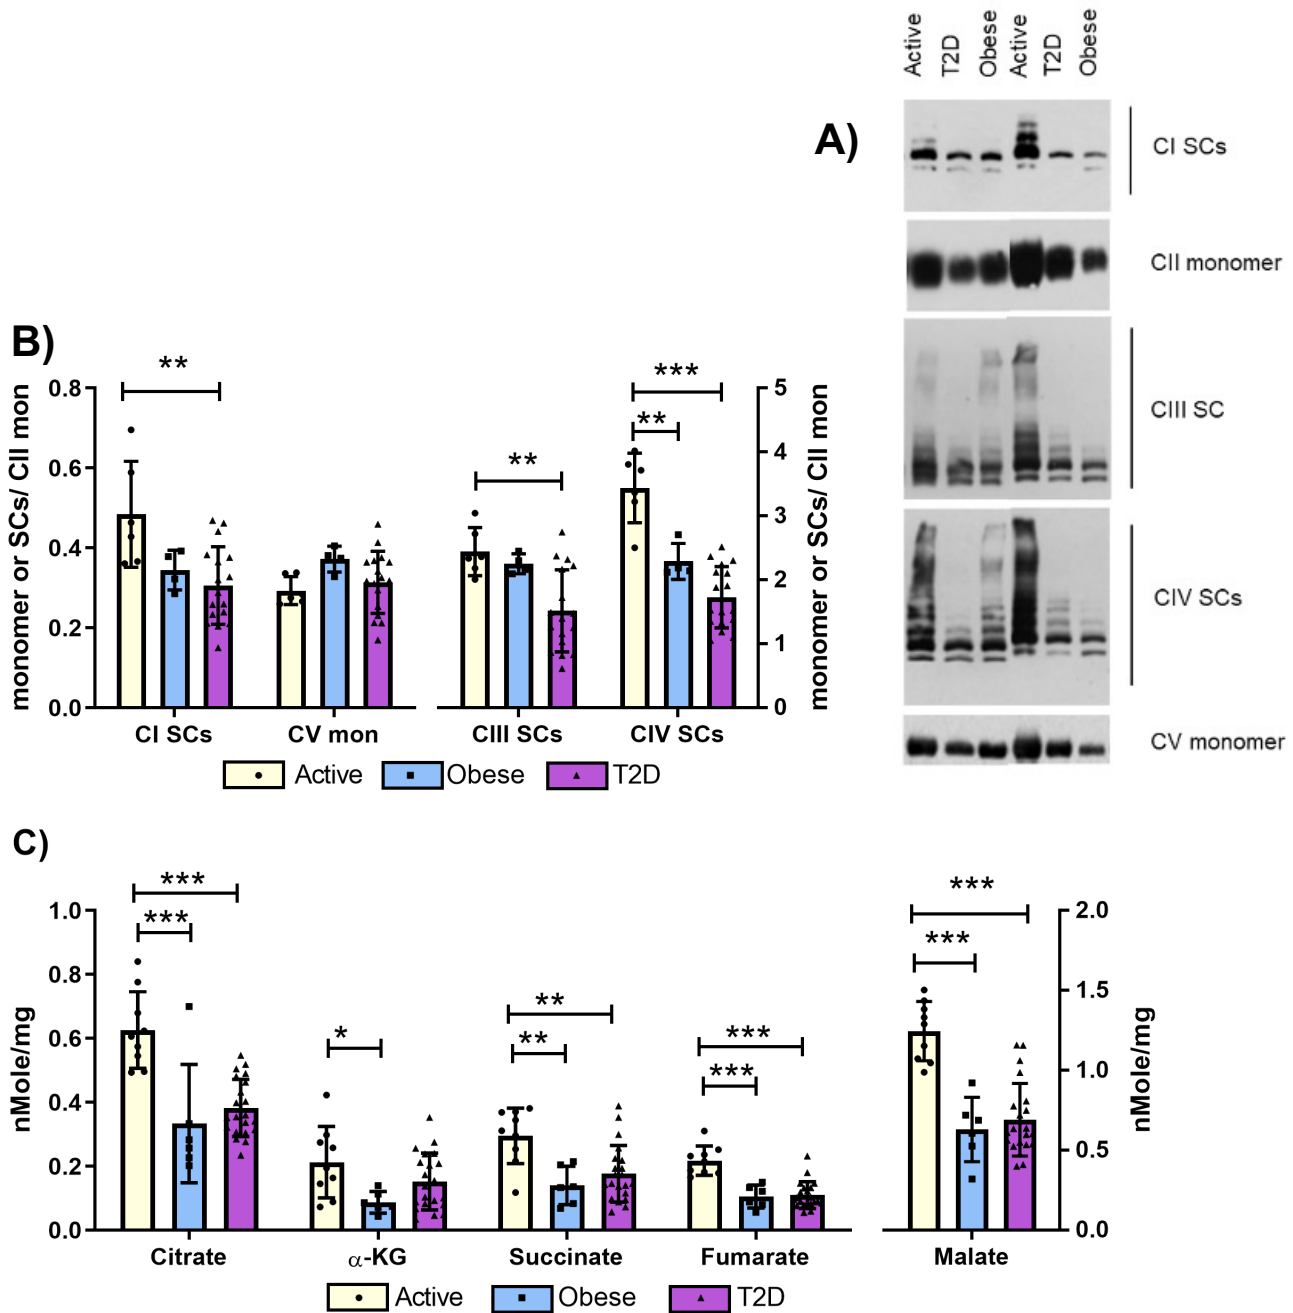 Active T2D Obese Active T2D Obese
A)
CI SCs
CII monomer
CIII SC
CIV SCs
CV monomer
B)
monomer or SCs/ CII mon
0.8
0.6
0.4
0.2
0.0
**
**
***
**
5
4
3
2
1
0
monomer or SCs/ CII mon
CI SCs CV mon CIII SCs CIV SCs
Active Obese T2D
C)
nMole/mg
1.0
0.8
0.6
0.4
0.2
0.0
***
***
*
**
**
***
***
***
***
2.0
1.5
1.0
0.5
0.0
nMole/mg
Citrate α-KG Succinate Fumarate Malate
Active Obese T2D